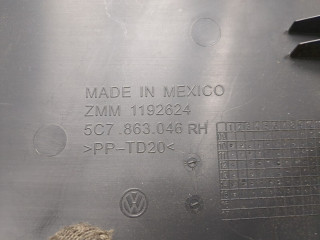 MADE IN MEXICO
ZMM 1192624
5C7.863.046 RH
>PP-TD20<